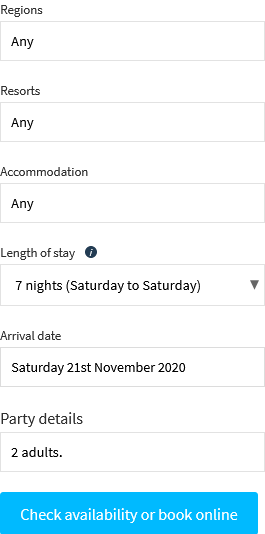 Regions
Any
Resorts
Any
Accommodation
Any
Length of stay i
7 nights (Saturday to Saturday)
Arrival date
Saturday 21st November 2020
Party details
2 adults.
Check availability or book online